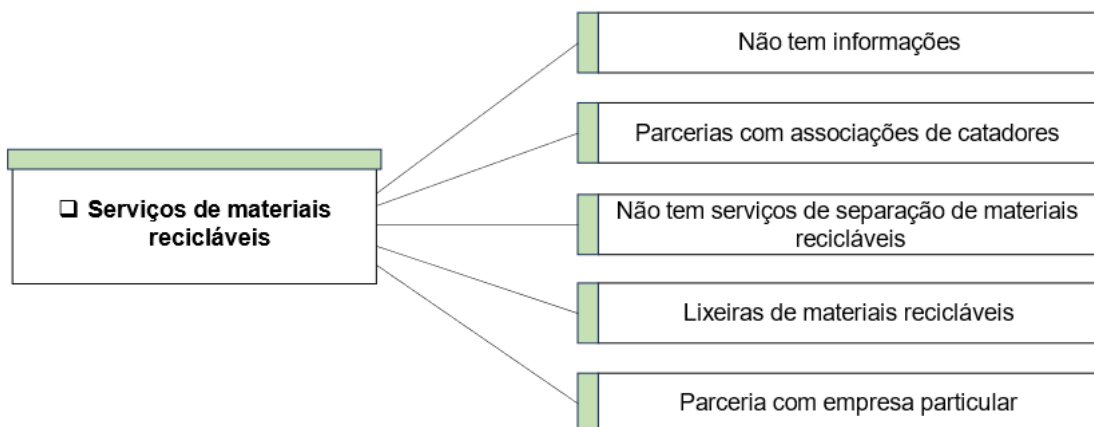 ❑ Serviços de materiais
recicláveis
Não tem informações
Parcerias com associações de catadores
Não tem serviços de separação de materiais
recicláveis
Lixeiras de materiais recicláveis
Parceria com empresa particular